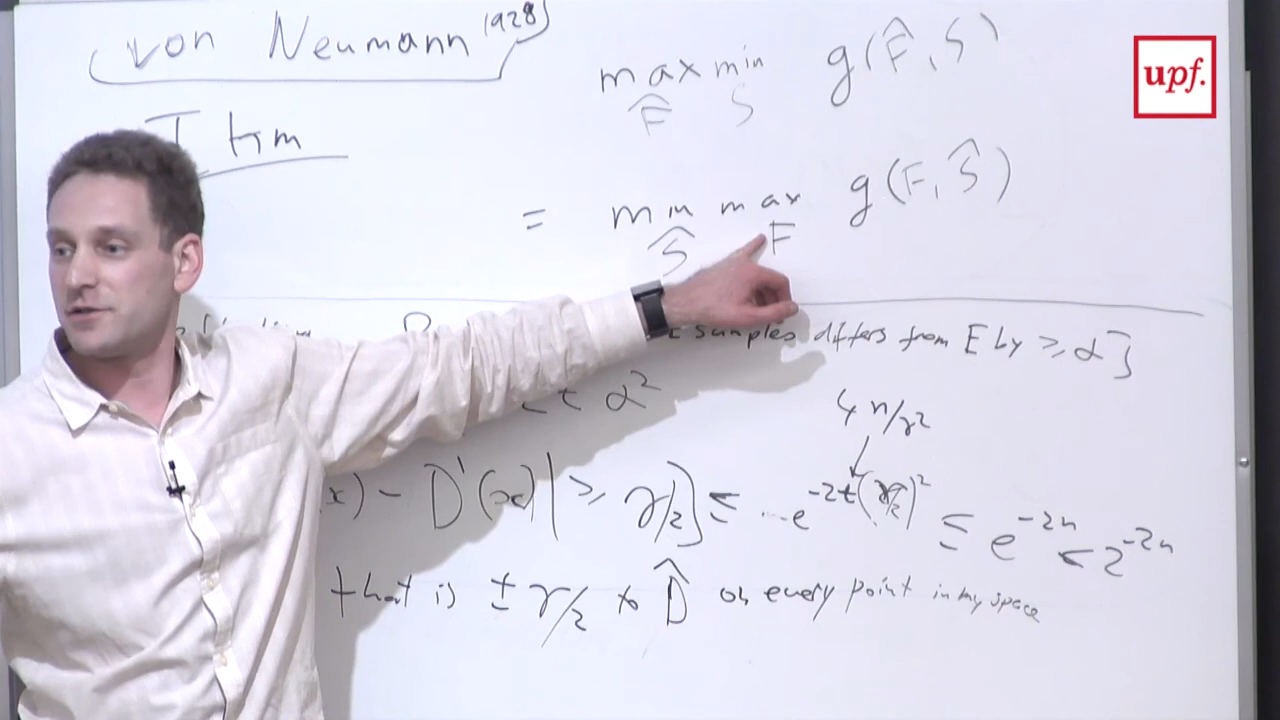 von Neumann 1928
max min g(F̂, S)
F̂ S
upf.
thm
= min max g(F, Ŝ)
Ŝ F
samples differs from E by ≥ α]
t α²
4 n/γ²
x) - D'(x)| ≥ γ/2] ≤ ...e^{-2t(γ/2)²} ≤ e^{-2n} < 2^{-2n}
that is ± γ/2 to D̂ on every point in my space